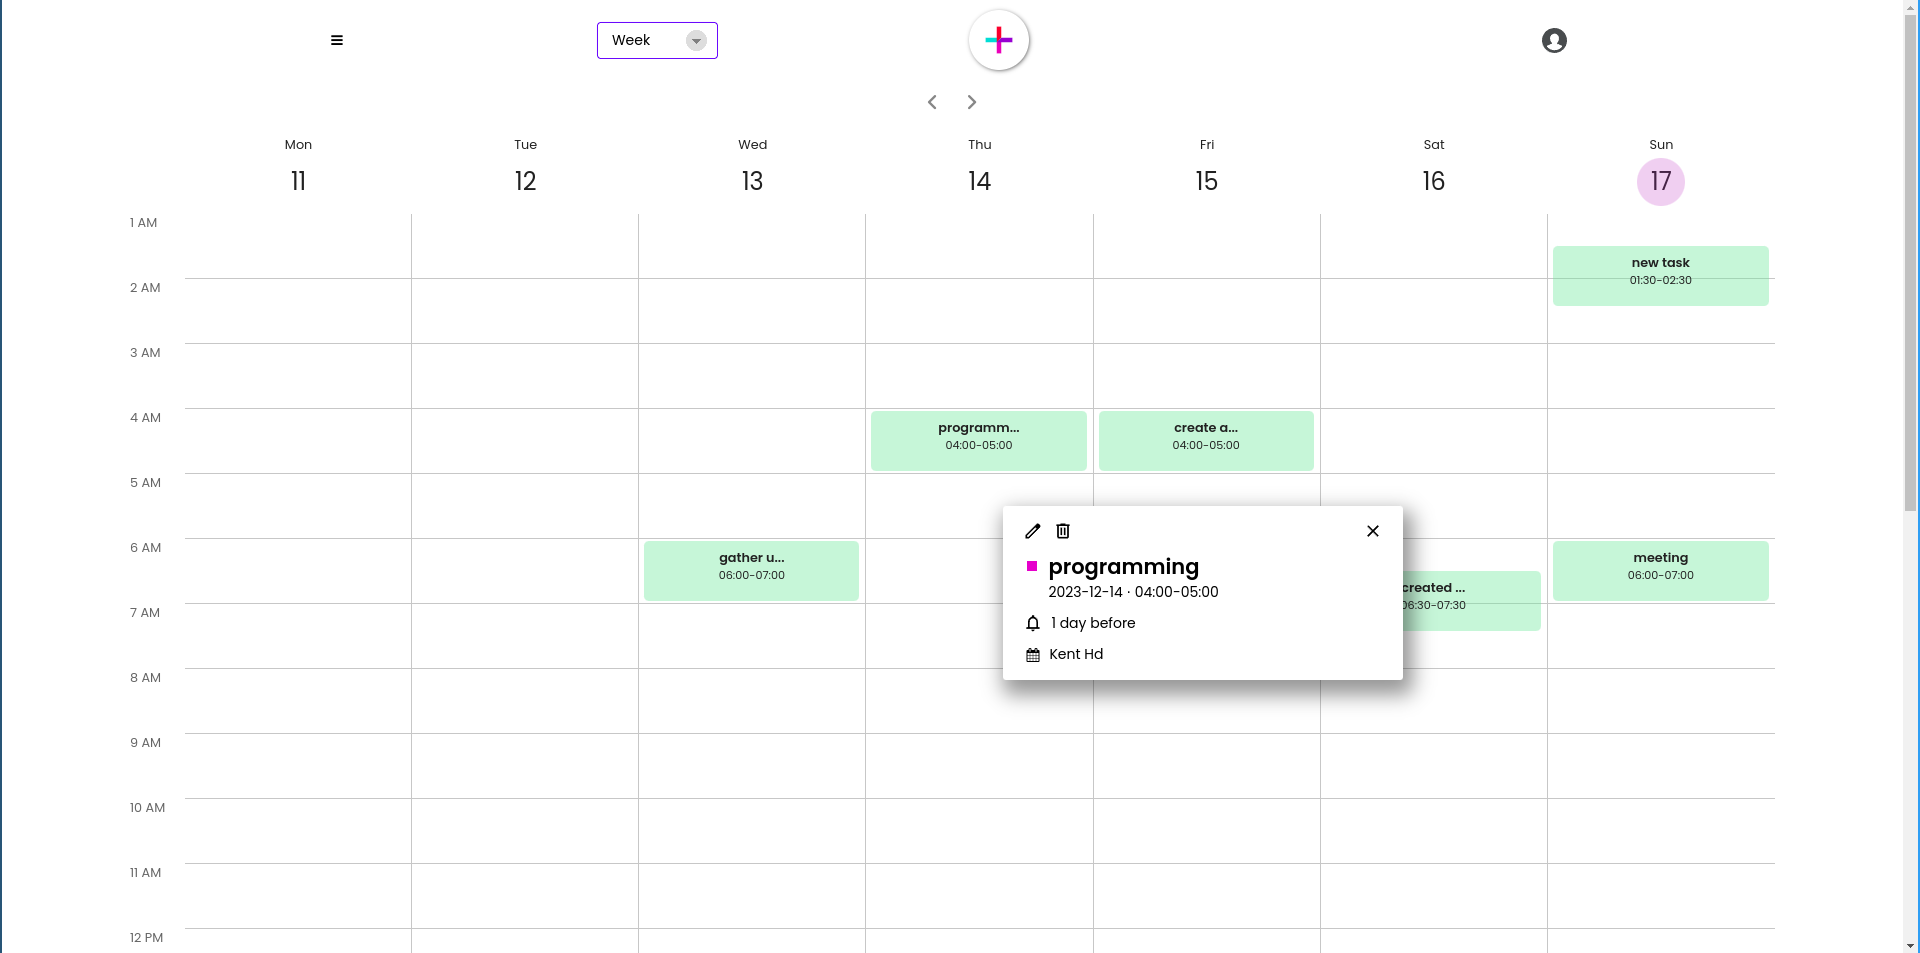 Week
Mon
11
Tue
12
Wed
13
Thu
14
Fri
15
Sat
16
Sun
17
1 AM
2 AM
3 AM
4 AM
5 AM
6 AM
7 AM
8 AM
9 AM
10 AM
11 AM
12 PM
new task
01:30-02:30
programm...
04:00-05:00
create a...
04:00-05:00
gather u...
06:00-07:00
programming
2023-12-14 · 04:00-05:00
1 day before
Kent Hd
created ...
06:30-07:30
meeting
06:00-07:00